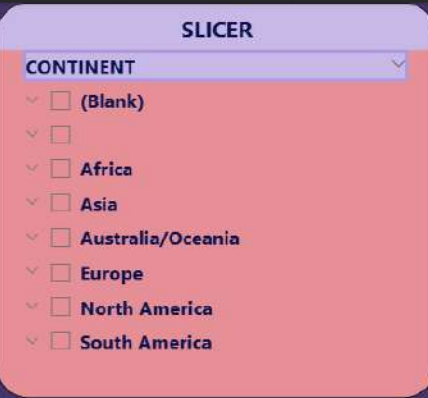 SLICER
CONTINENT
(Blank)
Africa
Asia
Australia/Oceania
Europe
North America
South America